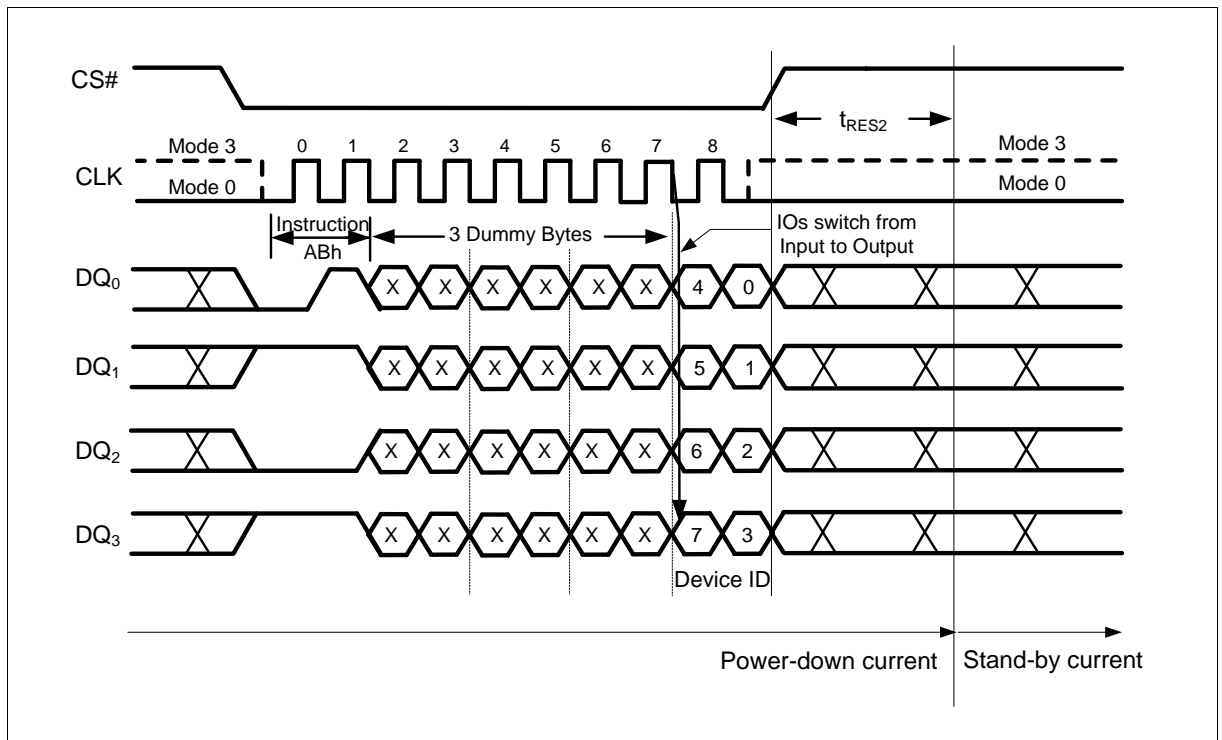 CS#
tRES2
Mode 3 0 1 2 3 4 5 6 7 8 Mode 3
CLK
Mode 0 Mode 0
Instruction
ABh
3 Dummy Bytes
IOs switch from
Input to Output
DQ0 X X X X X X 4 0
DQ1 X X X X X X 5 1
DQ2 X X X X X X 6 2
DQ3 X X X X X X 7 3
Device ID
Power-down current Stand-by current